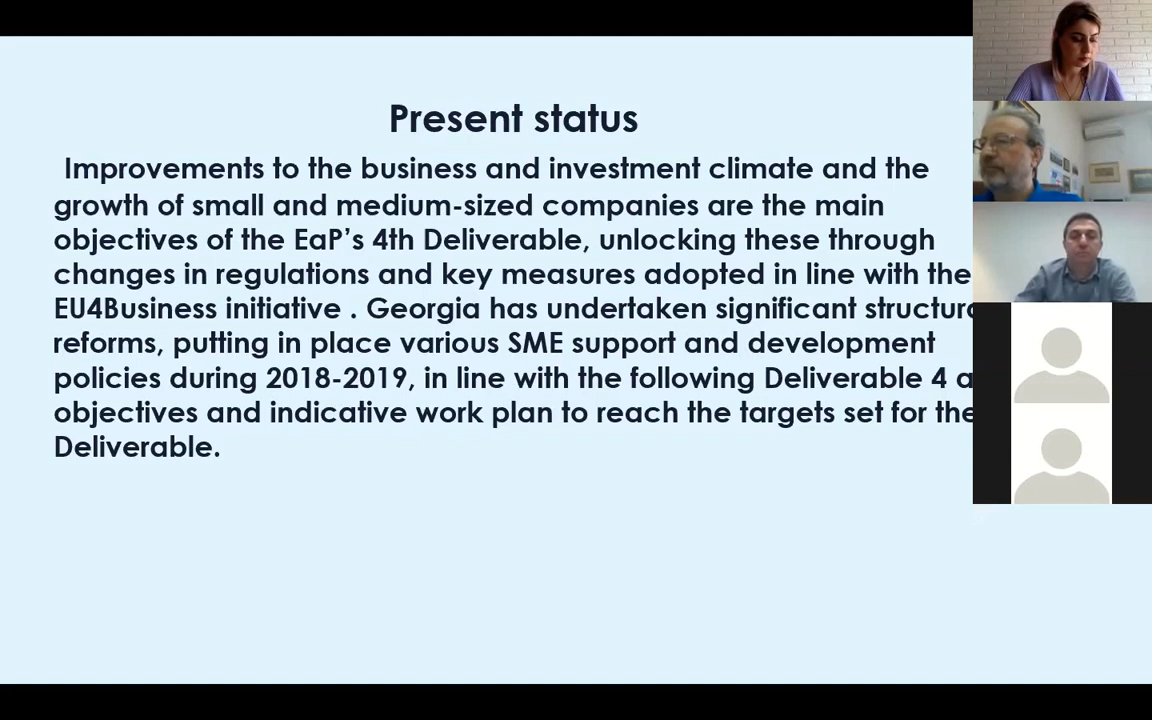 Present status
Improvements to the business and investment climate and the
growth of small and medium-sized companies are the main
objectives of the EaP’s 4th Deliverable, unlocking these through
changes in regulations and key measures adopted in line with the
EU4Business initiative . Georgia has undertaken significant
reforms, putting in place various SME support and development
policies during 2018-2019, in line with the following Deliverable 4
objectives and indicative work plan to reach the targets set for the
Deliverable.